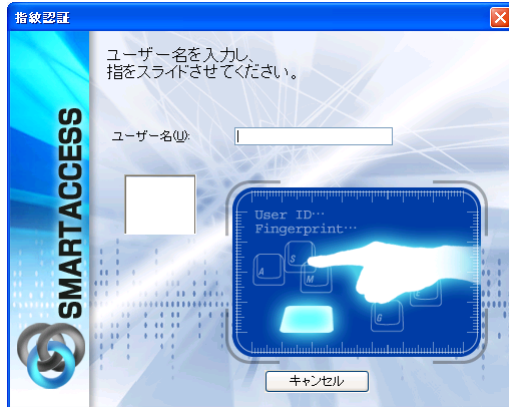 指紋認証
ユーザー名を入力し、
指をスライドさせてください。
ユーザー名(U):
SMARTACCESS
User ID…
Fingerprint…
S
A
M
G
キャンセル